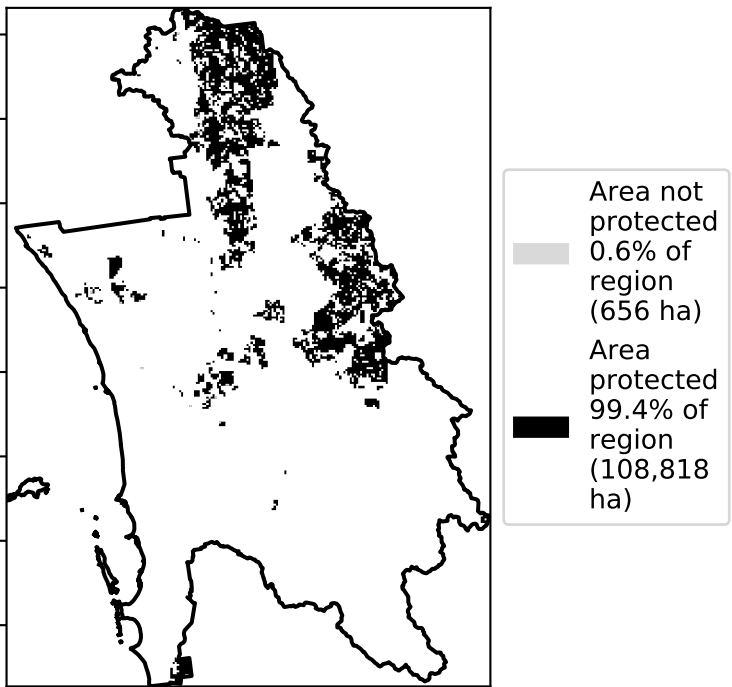 Area not
protected
0.6% of
region
(656 ha)
Area
protected
99.4% of
region
(108,818
ha)